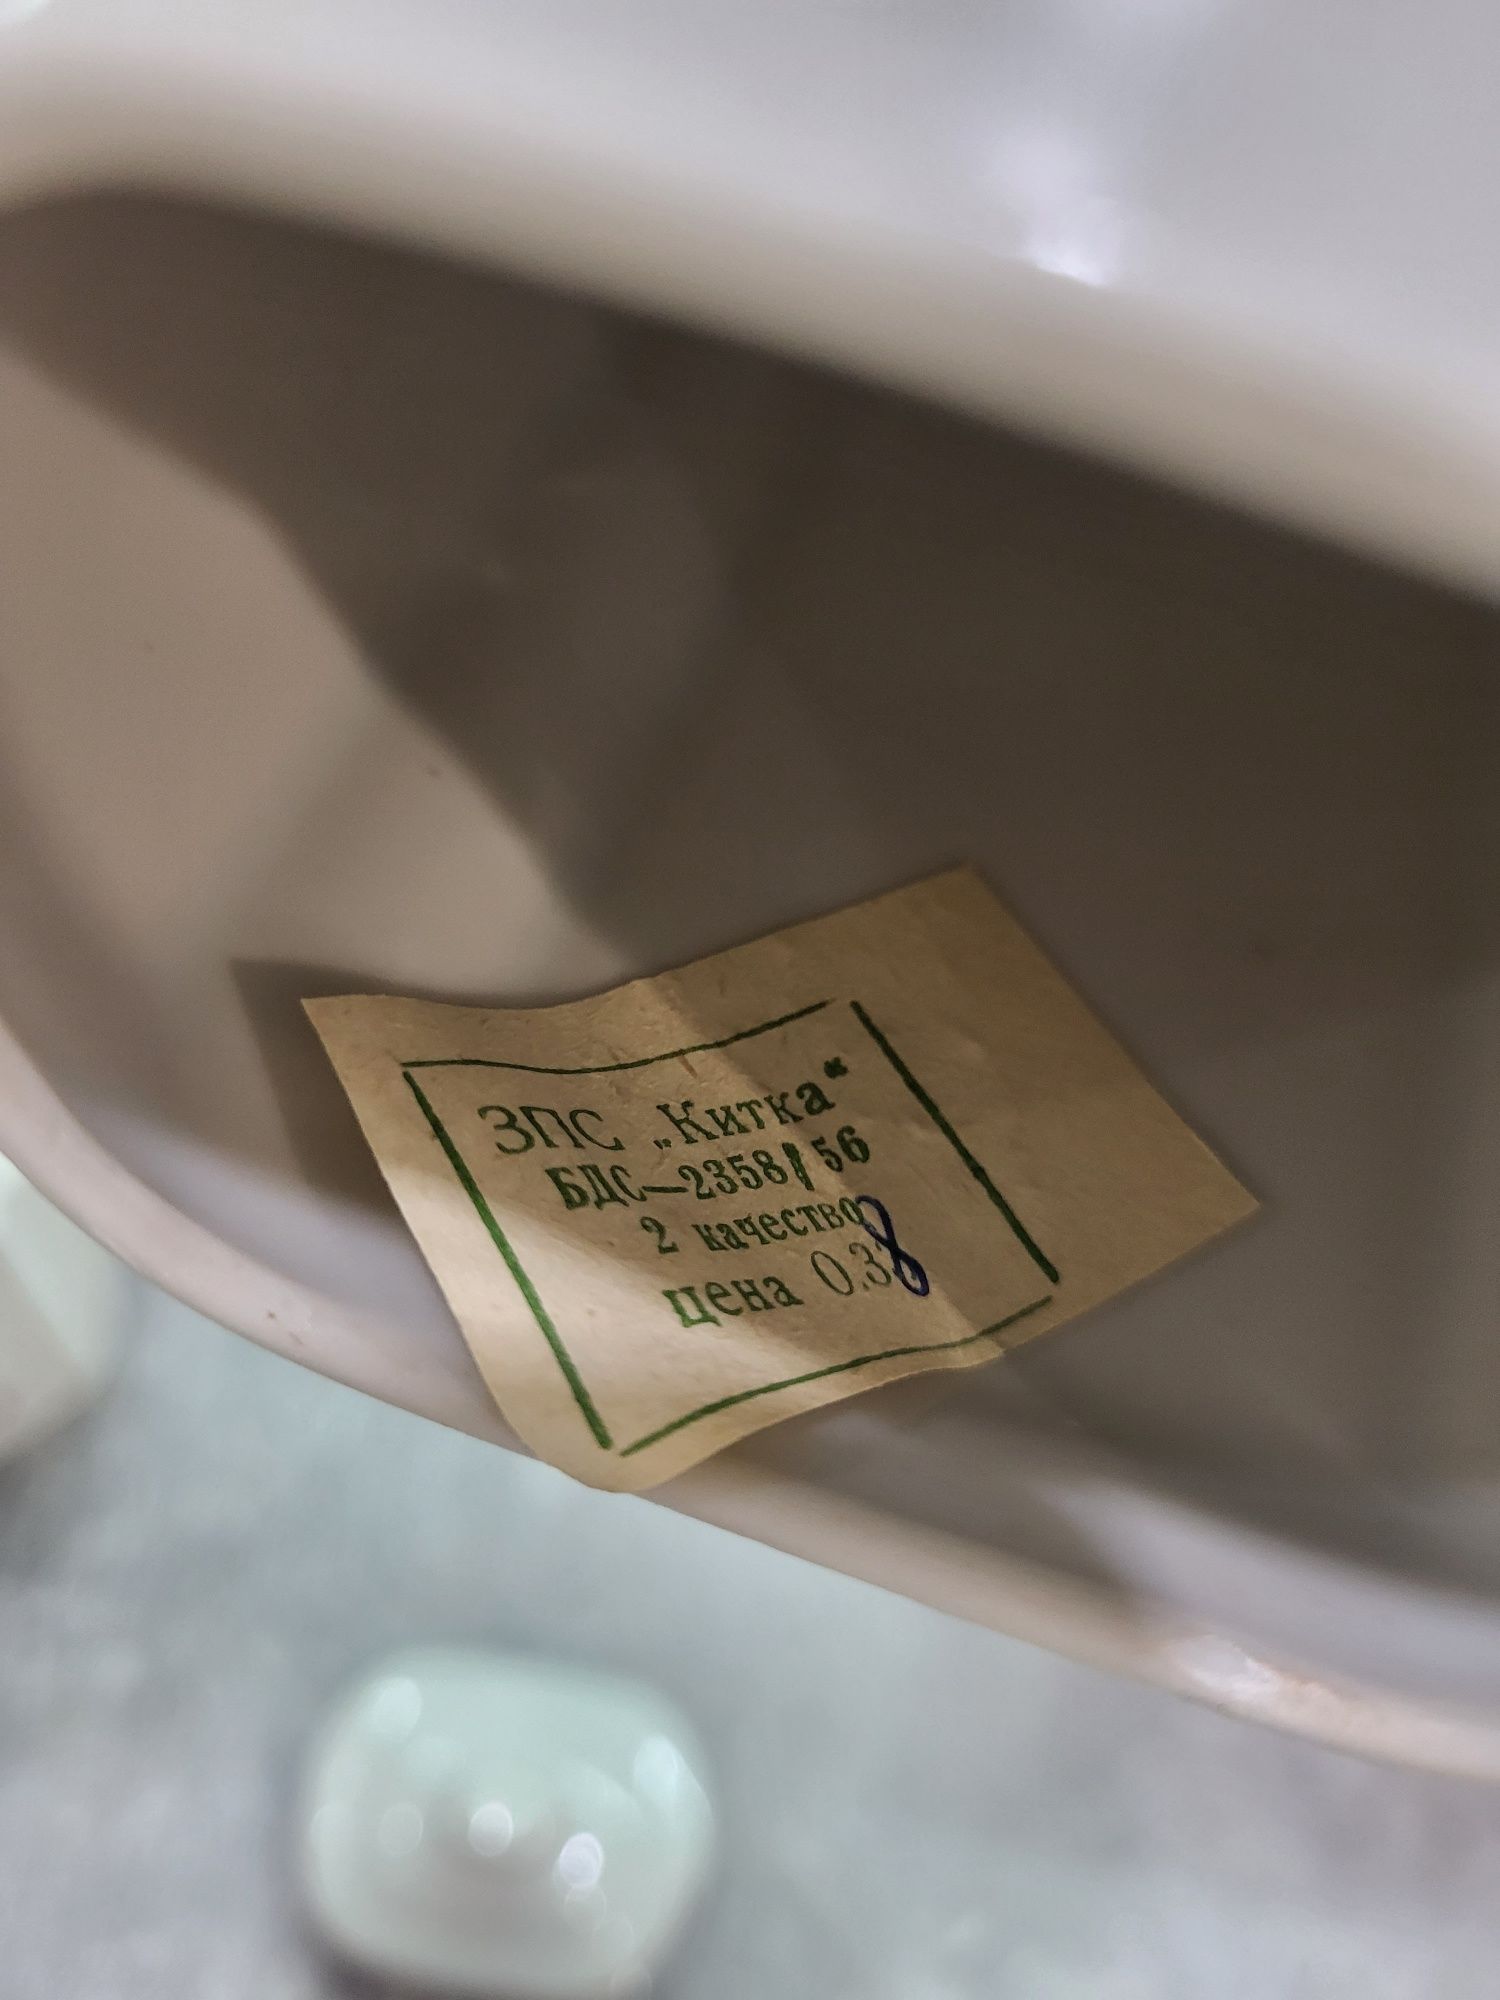 ЗПС „Китка“
БДС—2358/56
2 качество
цена 0.38